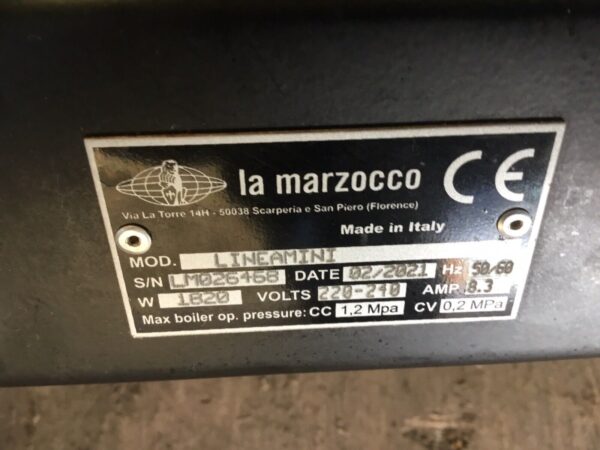 la marzocco CE
Via La Torre 14H - 50038 Scarperia e San Piero (Florence)
Made in Italy
MOD. LINEAMINI
S/N LM026468 DATE 02/2021 Hz 50/60
W 1820 VOLTS 220-240 AMP 8.3
Max boiler op. pressure: CC 1,2 Mpa CV 0,2 MPa